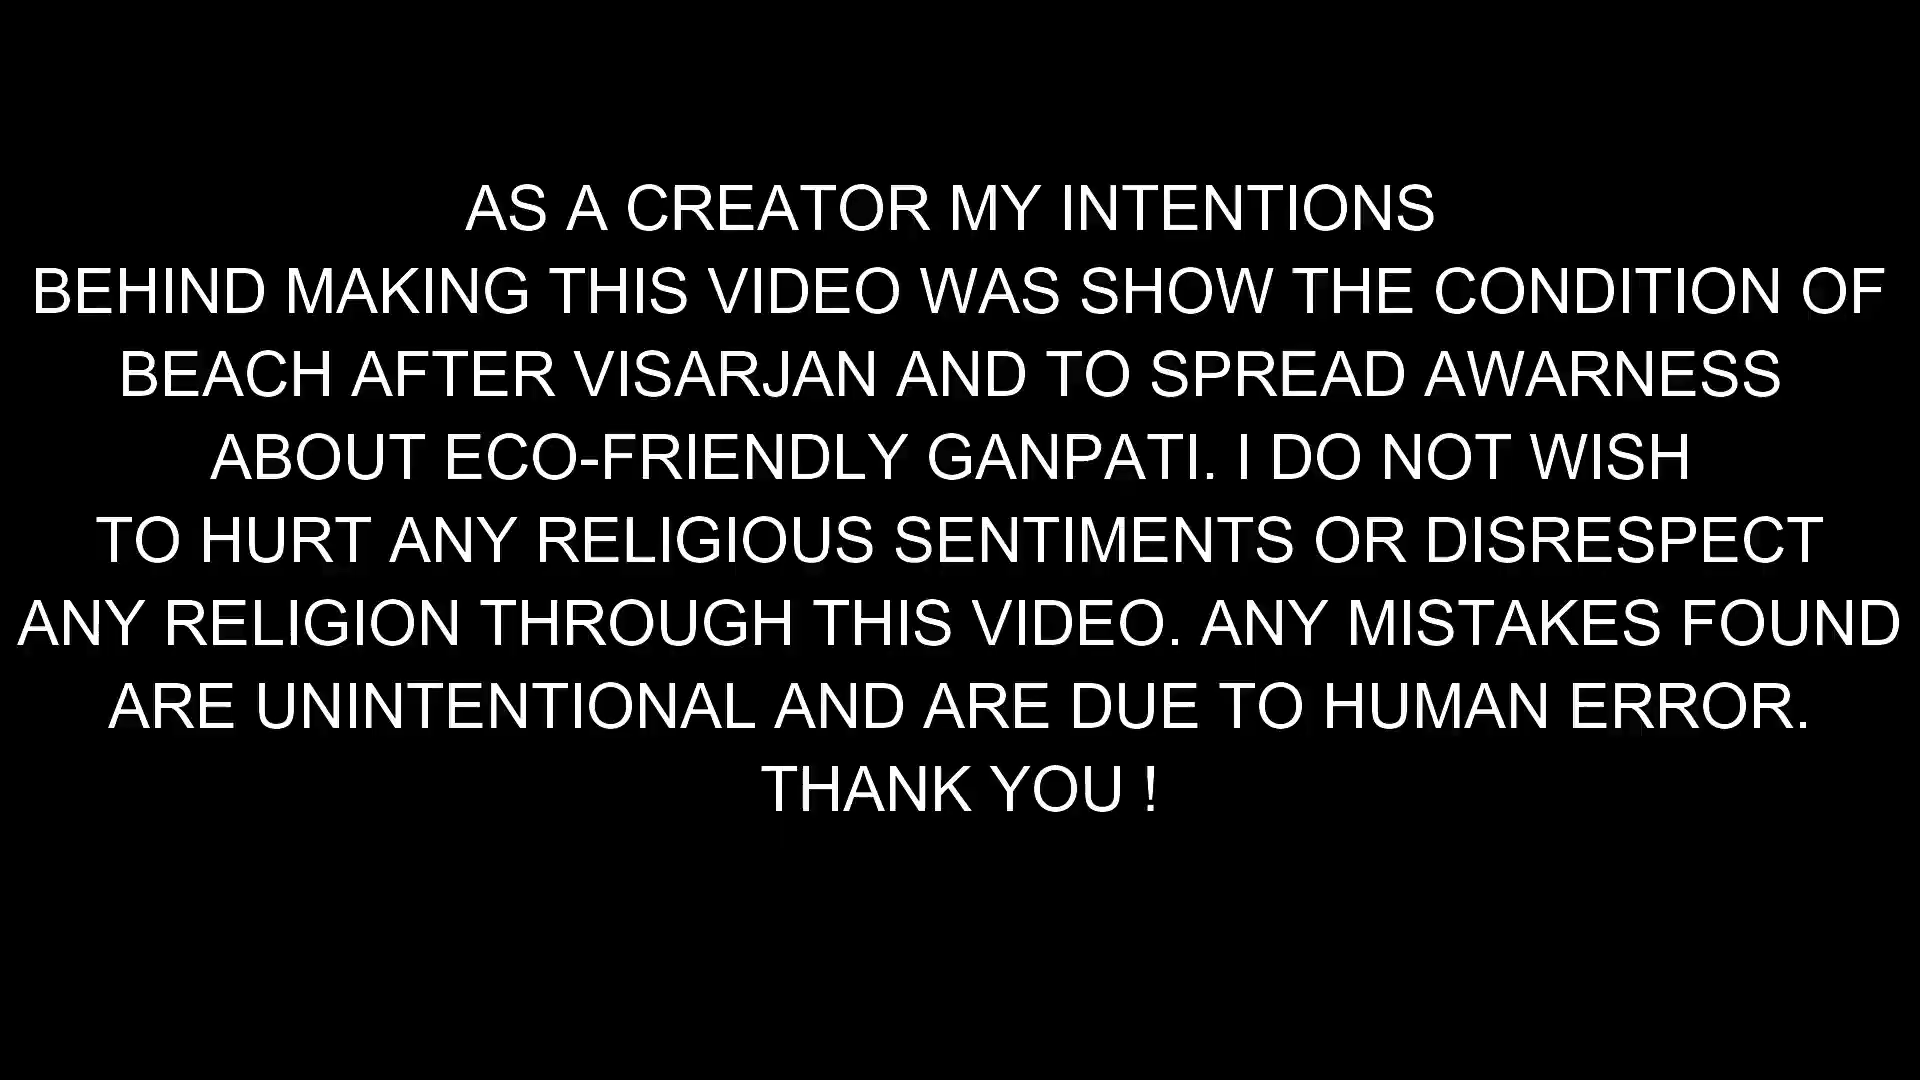 AS A CREATOR MY INTENTIONS
BEHIND MAKING THIS VIDEO WAS SHOW THE CONDITION OF
BEACH AFTER VISARJAN AND TO SPREAD AWARNESS
ABOUT ECO-FRIENDLY GANPATI. I DO NOT WISH
TO HURT ANY RELIGIOUS SENTIMENTS OR DISRESPECT
ANY RELIGION THROUGH THIS VIDEO. ANY MISTAKES FOUND
ARE UNINTENTIONAL AND ARE DUE TO HUMAN ERROR.
THANK YOU !